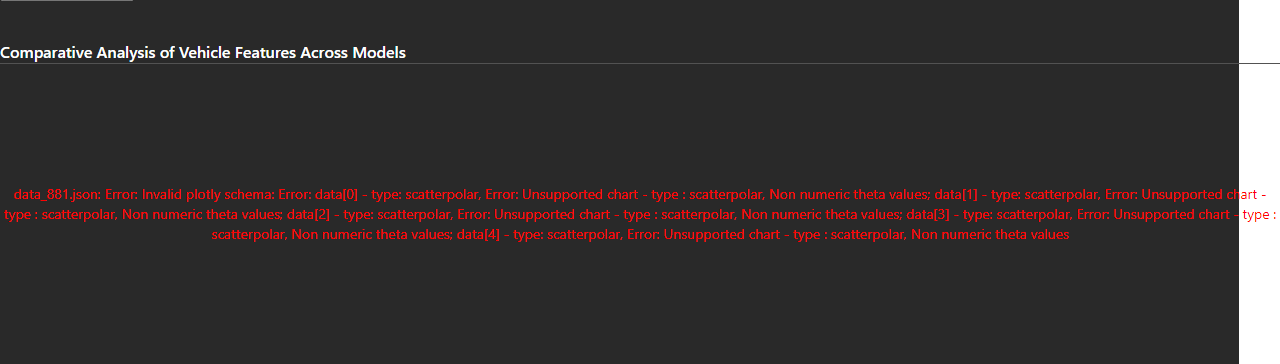 Comparative Analysis of Vehicle Features Across Models
data_881.json: Error: Invalid plotly schema: Error: data[0] - type: scatterpolar, Error: Unsupported chart - type : scatterpolar, Non numeric theta values; data[1] - type: scatterpolar, Error: Unsupported chart -
type : scatterpolar, Non numeric theta values; data[2] - type: scatterpolar, Error: Unsupported chart - type : scatterpolar, Non numeric theta values; data[3] - type: scatterpolar, Error: Unsupported chart - type :
scatterpolar, Non numeric theta values; data[4] - type: scatterpolar, Error: Unsupported chart - type : scatterpolar, Non numeric theta values